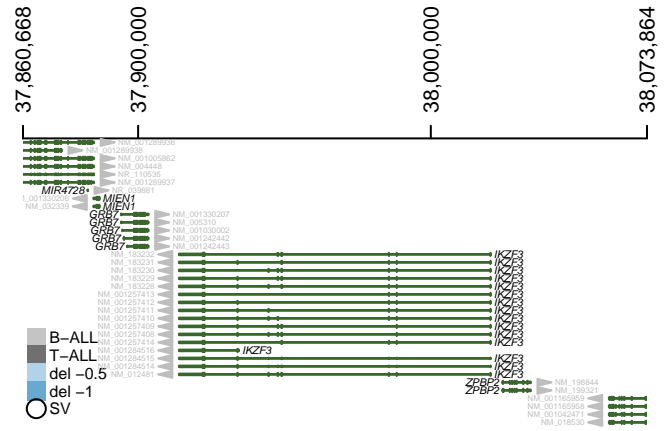 37,860,668
37,900,000
38,000,000
38,073,864
NM_001289936
NM_001289938
NM_001005862
NM_004448
NR_110535
NM_001289937
MIR4728 NR_039881
1_001330206 MIEN1
NM_032339 MIEN1
GRB7 NM_001330207
GRB7 NM_005310
GRB7 NM_001030002
GRB7 NM_001242442
GRB7 NM_001242443
NM_183232 IKZF3
NM_183231 IKZF3
NM_183230 IKZF3
NM_183229 IKZF3
NM_183228 IKZF3
NM_001257413 IKZF3
NM_001257412 IKZF3
NM_001257411 IKZF3
NM_001257410 IKZF3
NM_001257409 IKZF3
NM_001257408 IKZF3
NM_001257414 IKZF3
NM_001284516 IKZF3
NM_001284515 IKZF3
NM_001284514 IKZF3
NM_012481 IKZF3
ZPBP2 NM_198844
ZPBP2 NM_199321
NM_001165959
NM_001165958
NM_001042471
NM_018530
B−ALL
T−ALL
del −0.5
del −1
SV